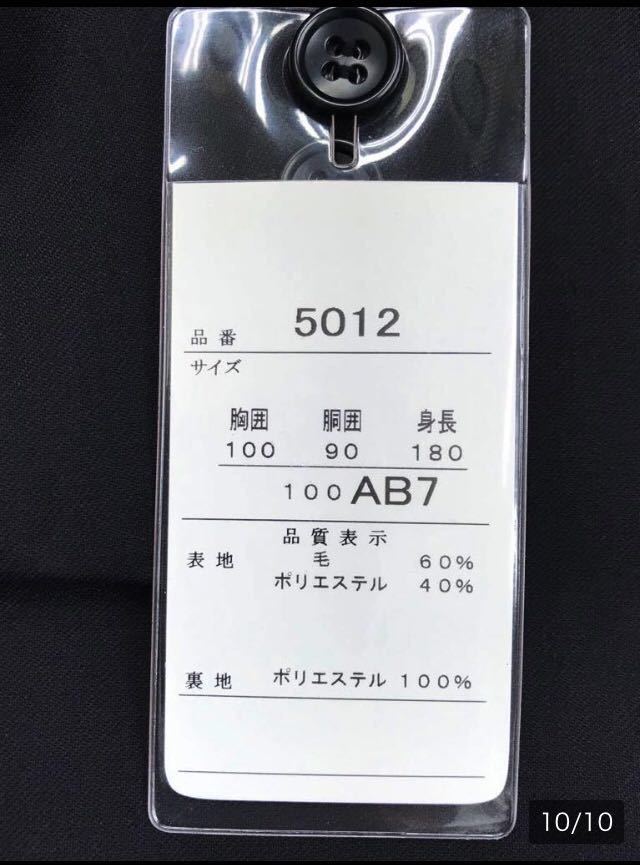 品番 5012
サイズ
胸囲 胴囲 身長
100 90 180
100 AB7
品質表示
表地 毛 60%
ポリエステル 40%
裏地 ポリエステル 100%
10/10